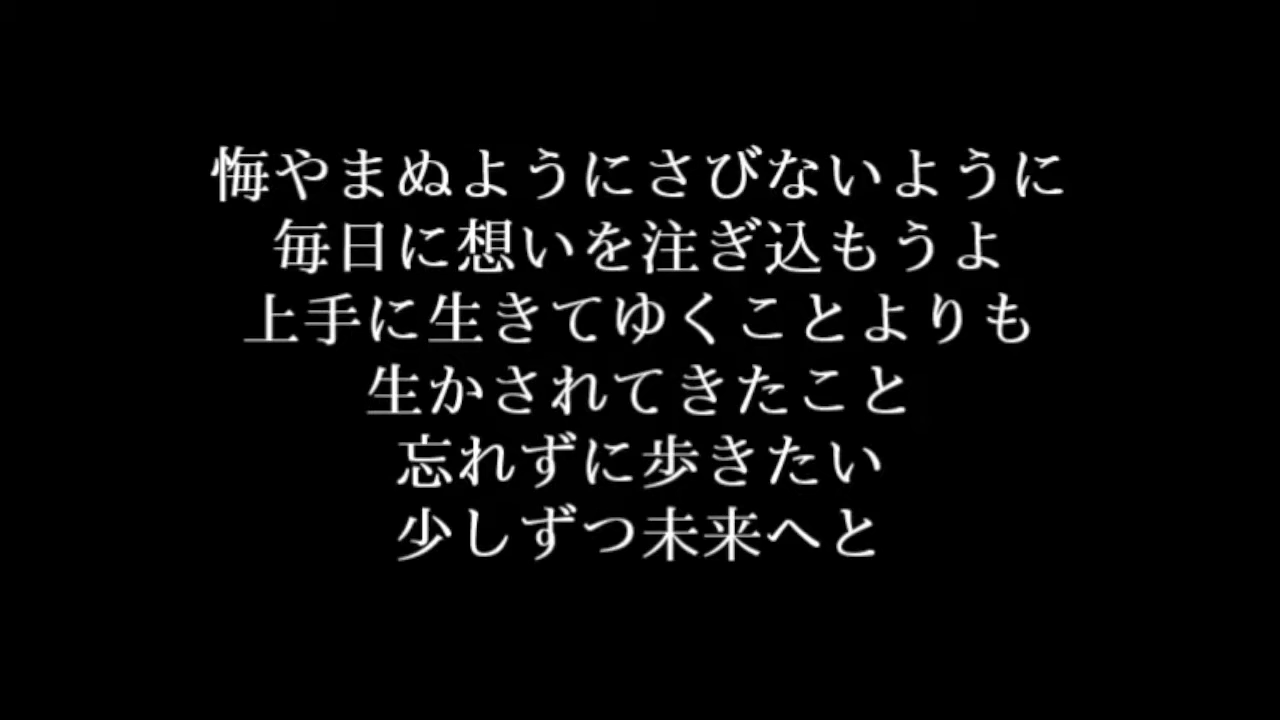 悔やまぬようにさびないように
毎日に想いを注ぎ込もうよ
上手に生きてゆくことよりも
生かされてきたこと
忘れずに歩きたい
少しずつ未来へと